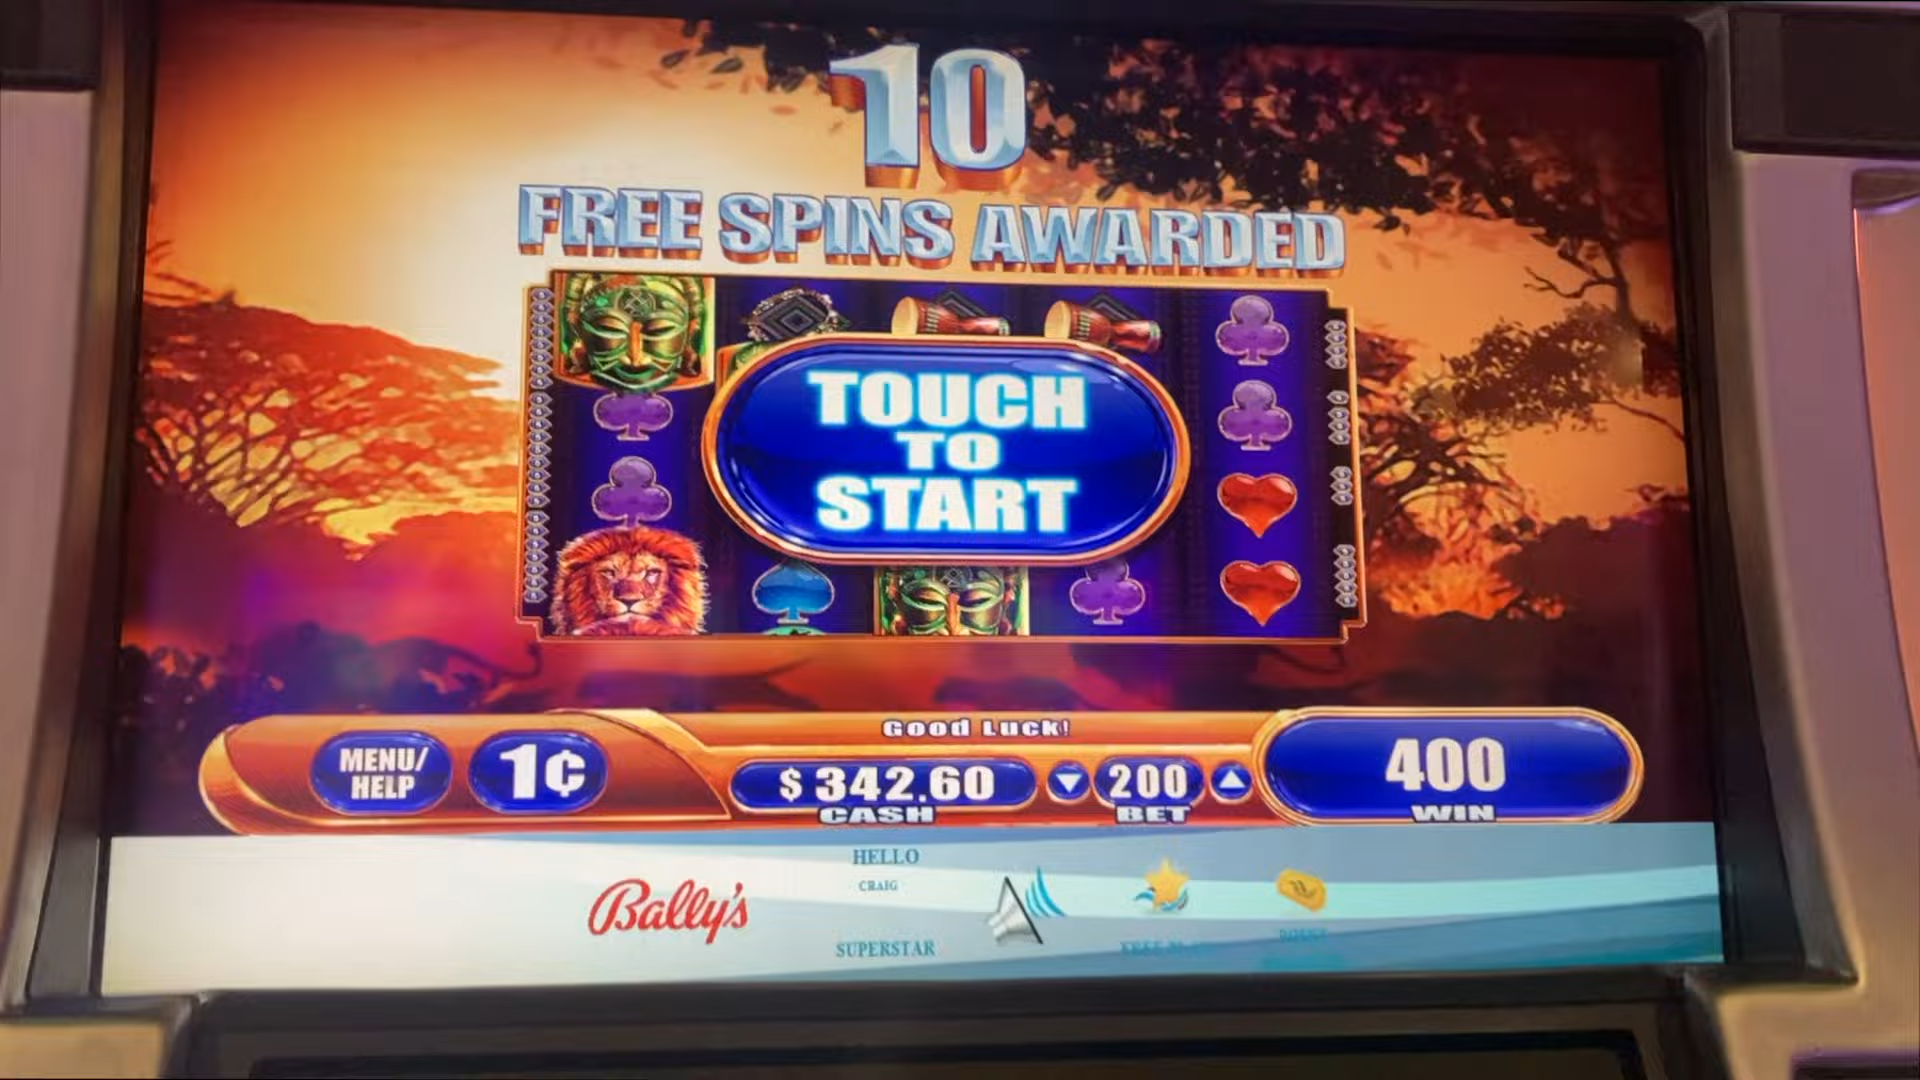 10
FREE SPINS AWARDED
TOUCH
TO
START
Good Luck!
MENU/
HELP
1¢
$ 342.60
CASH
200
BET
400
WIN
HELLO
CRAIG
Bally's
SUPERSTAR